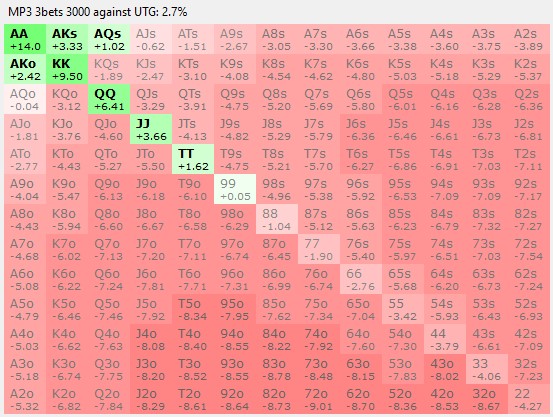 MP3 3bets 3000 against UTG: 2.7%
AA AKs AQs AJs ATs A9s A8s A7s A6s A5s A4s A3s A2s
+14.0 +3.33 +1.02 -0.62 -1.51 -2.67 -3.05 -3.30 -3.66 -3.38 -3.60 -3.75 -3.89
AKo KK KQs KJs KTs K9s K8s K7s K6s K5s K4s K3s K2s
+2.42 +9.50 -1.89 -2.47 -3.10 -4.08 -4.54 -4.62 -4.80 -5.03 -5.18 -5.29 -5.37
AQo KQo QQ QJs QTs Q9s Q8s Q7s Q6s Q5s Q4s Q3s Q2s
-0.04 -3.12 +6.41 -3.29 -3.91 -4.75 -5.20 -5.69 -5.80 -6.01 -6.16 -6.28 -6.36
AJo KJo QJo JJ JTs J9s J8s J7s J6s J5s J4s J3s J2s
-1.81 -3.76 -4.60 +3.66 -4.13 -4.82 -5.29 -5.79 -6.36 -6.46 -6.61 -6.73 -6.81
ATo KTo QTo JTo TT T9s T8s T7s T6s T5s T4s T3s T2s
-2.77 -4.43 -5.27 -5.50 +1.62 -4.75 -5.21 -5.70 -6.27 -6.86 -6.91 -7.03 -7.11
A9o K9o Q9o J9o T9o 99 98s 97s 96s 95s 94s 93s 92s
-4.04 -5.47 -6.13 -6.18 -6.10 +0.05 -4.96 -5.38 -5.92 -6.53 -7.09 -7.09 -7.17
A8o K8o Q8o J8o T8o 98o 88 87s 86s 85s 84s 83s 82s
-4.43 -5.94 -6.60 -6.67 -6.58 -6.29 -1.04 -5.12 -5.63 -6.23 -6.79 -7.32 -7.27
A7o K7o Q7o J7o T7o 97o 87o 77 76s 75s 74s 73s 72s
-4.68 -6.02 -7.13 -7.20 -7.11 -6.74 -6.45 -1.90 -5.40 -5.97 -6.51 -7.03 -7.54
A6o K6o Q6o J6o T6o 96o 86o 76o 66 65s 64s 63s 62s
-5.08 -6.22 -7.24 -7.81 -7.71 -7.31 -6.99 -6.74 -2.76 -5.68 -6.20 -6.73 -7.24
A5o K5o Q5o J5o T5o 95o 85o 75o 65o 55 54s 53s 52s
-4.79 -6.46 -7.46 -7.92 -8.34 -7.95 -7.62 -7.34 -7.04 -3.42 -5.93 -6.43 -6.93
A4o K4o Q4o J4o T4o 94o 84o 74o 64o 54o 44 43s 42s
-5.03 -6.62 -7.63 -8.08 -8.40 -8.55 -8.22 -7.92 -7.60 -7.30 -3.79 -6.61 -7.09
A3o K3o Q3o J3o T3o 93o 83o 73o 63o 53o 43o 33 32s
-5.18 -6.74 -7.75 -8.20 -8.52 -8.55 -8.78 -8.48 -8.15 -7.83 -8.02 -4.06 -7.23
A2o K2o Q2o J2o T2o 92o 82o 72o 62o 52o 42o 32o 22
-5.32 -6.82 -7.84 -8.29 -8.61 -8.64 -8.73 -9.01 -8.70 -8.36 -8.53 -8.67 -4.27